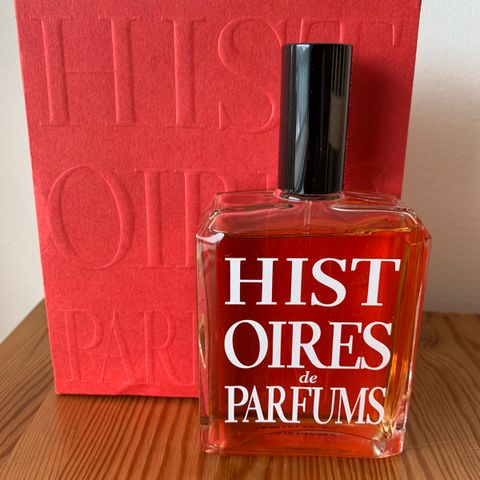 HIST
OIRE
PAR
HIST
OIRES
de
PARFUMS